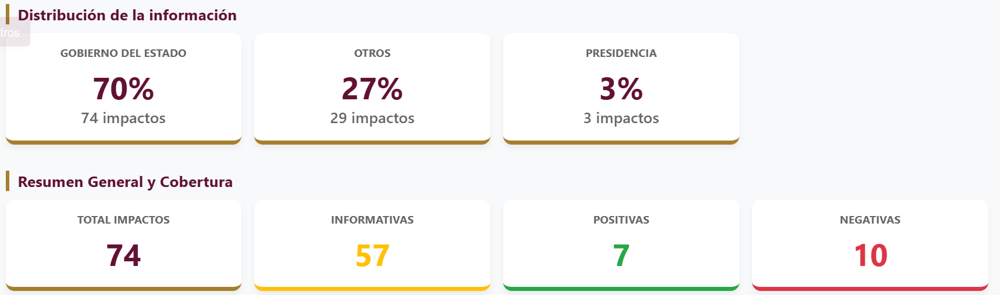 Distribución de la información
tros
GOBIERNO DEL ESTADO
70%
74 impactos
OTROS
27%
29 impactos
PRESIDENCIA
3%
3 impactos
Resumen General y Cobertura
TOTAL IMPACTOS
74
INFORMATIVAS
57
POSITIVAS
7
NEGATIVAS
10